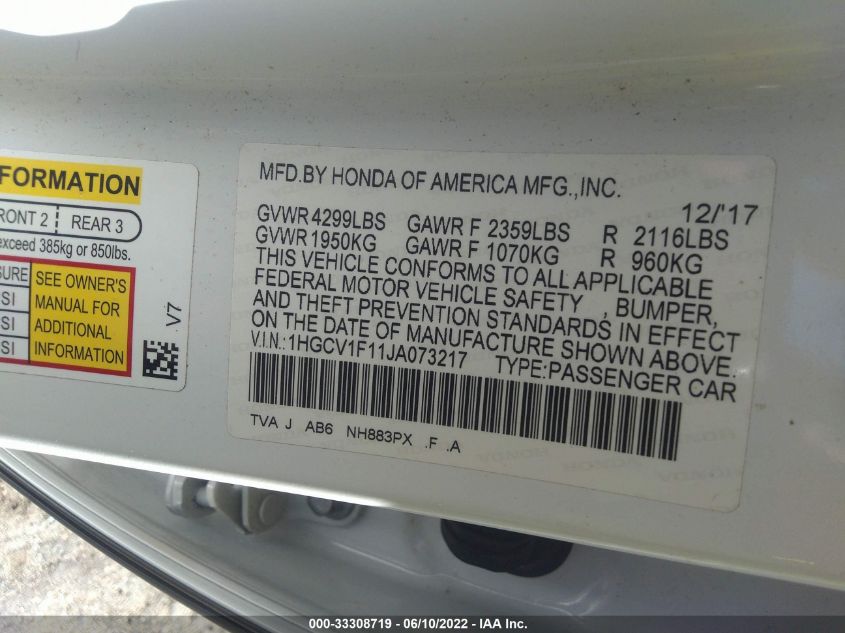 FORMATION
FRONT 2 REAR 3
exceed 385kg or 850lbs.
SURE
SI
SI
SI
SEE OWNER'S
MANUAL FOR
ADDITIONAL
INFORMATION
V7
MFD.BY HONDA OF AMERICA MFG.,INC.
12/'17
GVWR 4299LBS GAWR F 2359LBS R 2116LBS
GVWR 1950KG GAWR F 1070KG R 960KG
THIS VEHICLE CONFORMS TO ALL APPLICABLE
FEDERAL MOTOR VEHICLE SAFETY , BUMPER,
AND THEFT PREVENTION STANDARDS IN EFFECT
ON THE DATE OF MANUFACTURE SHOWN ABOVE.
V.I.N.:1HGCV1F11JA073217 TYPE:PASSENGER CAR
TVA J AB6 NH883PX .F .A
000-33308719 - 06/10/2022 - IAA Inc.